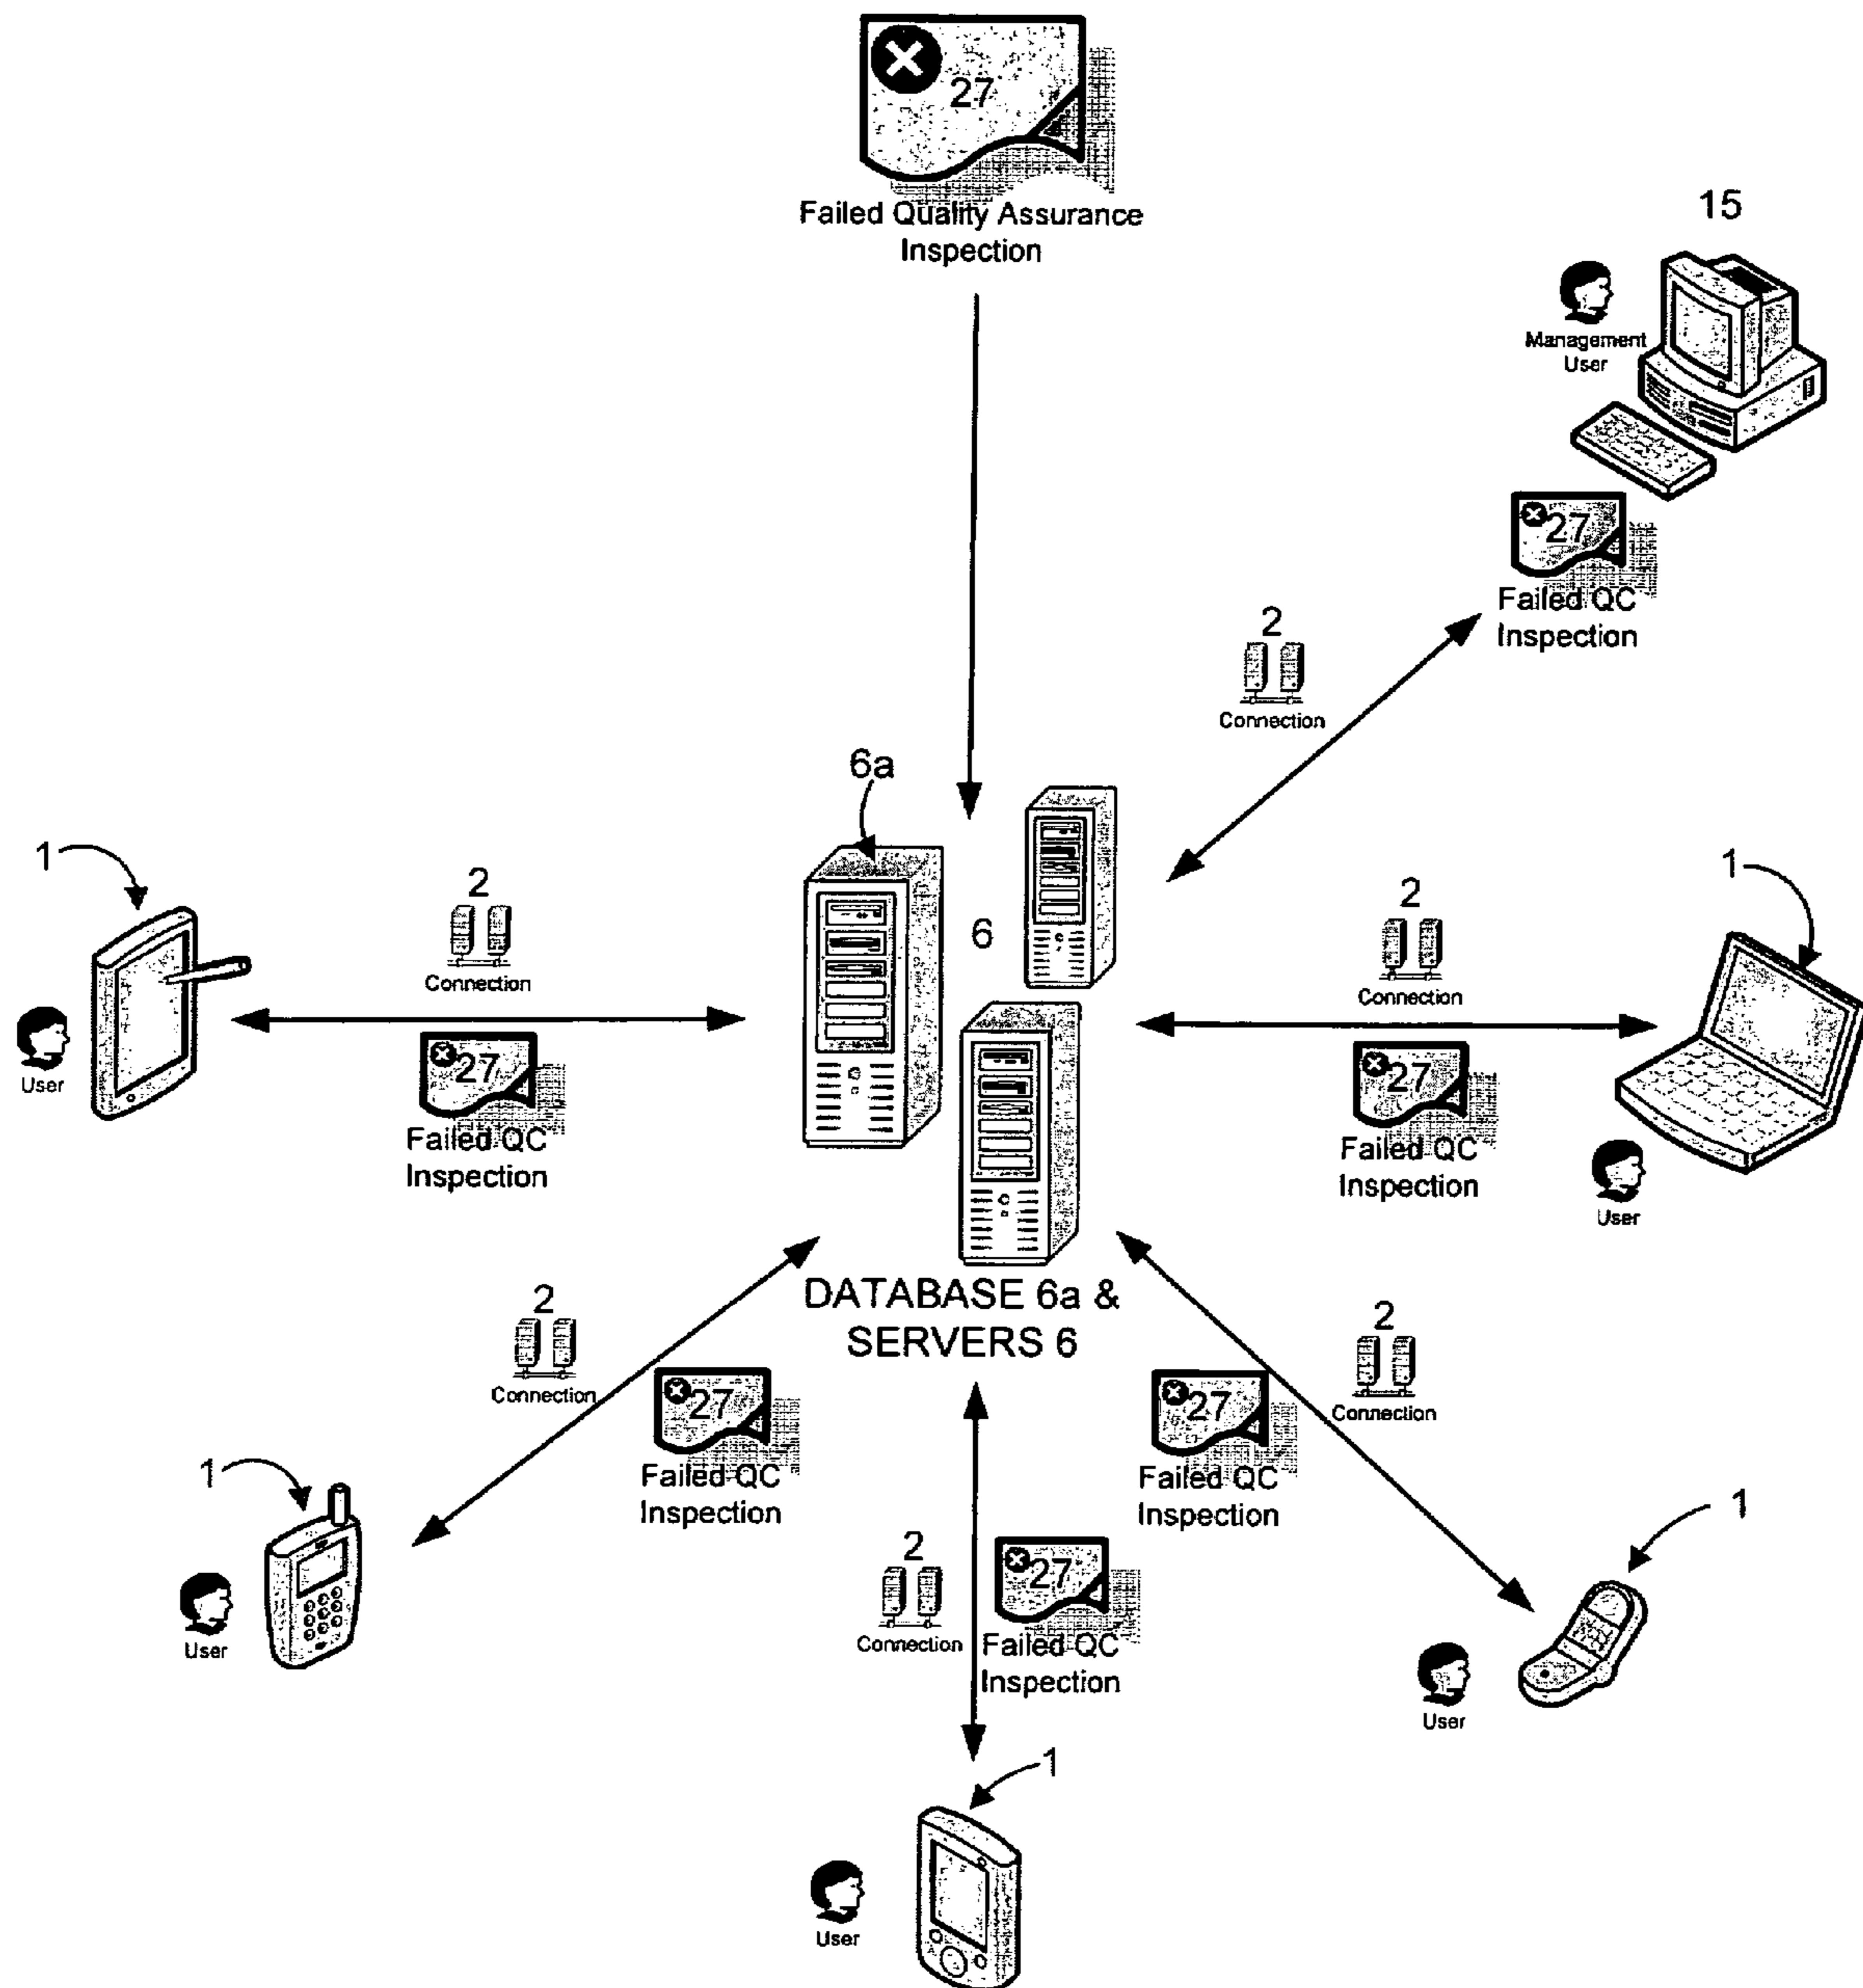 27
Failed Quality Assurance
Inspection
15
Management
User
27
Failed QC
Inspection
2
Connection
6a
6
1
2
Connection
User
27
Failed QC
Inspection
2
Connection
1
27
Failed QC
Inspection
User
DATABASE 6a &
SERVERS 6
2
Connection
27
Failed QC
Inspection
1
User
2
Connection
27
Failed QC
Inspection
1
User
2
Connection
27
Failed QC
Inspection
1
User